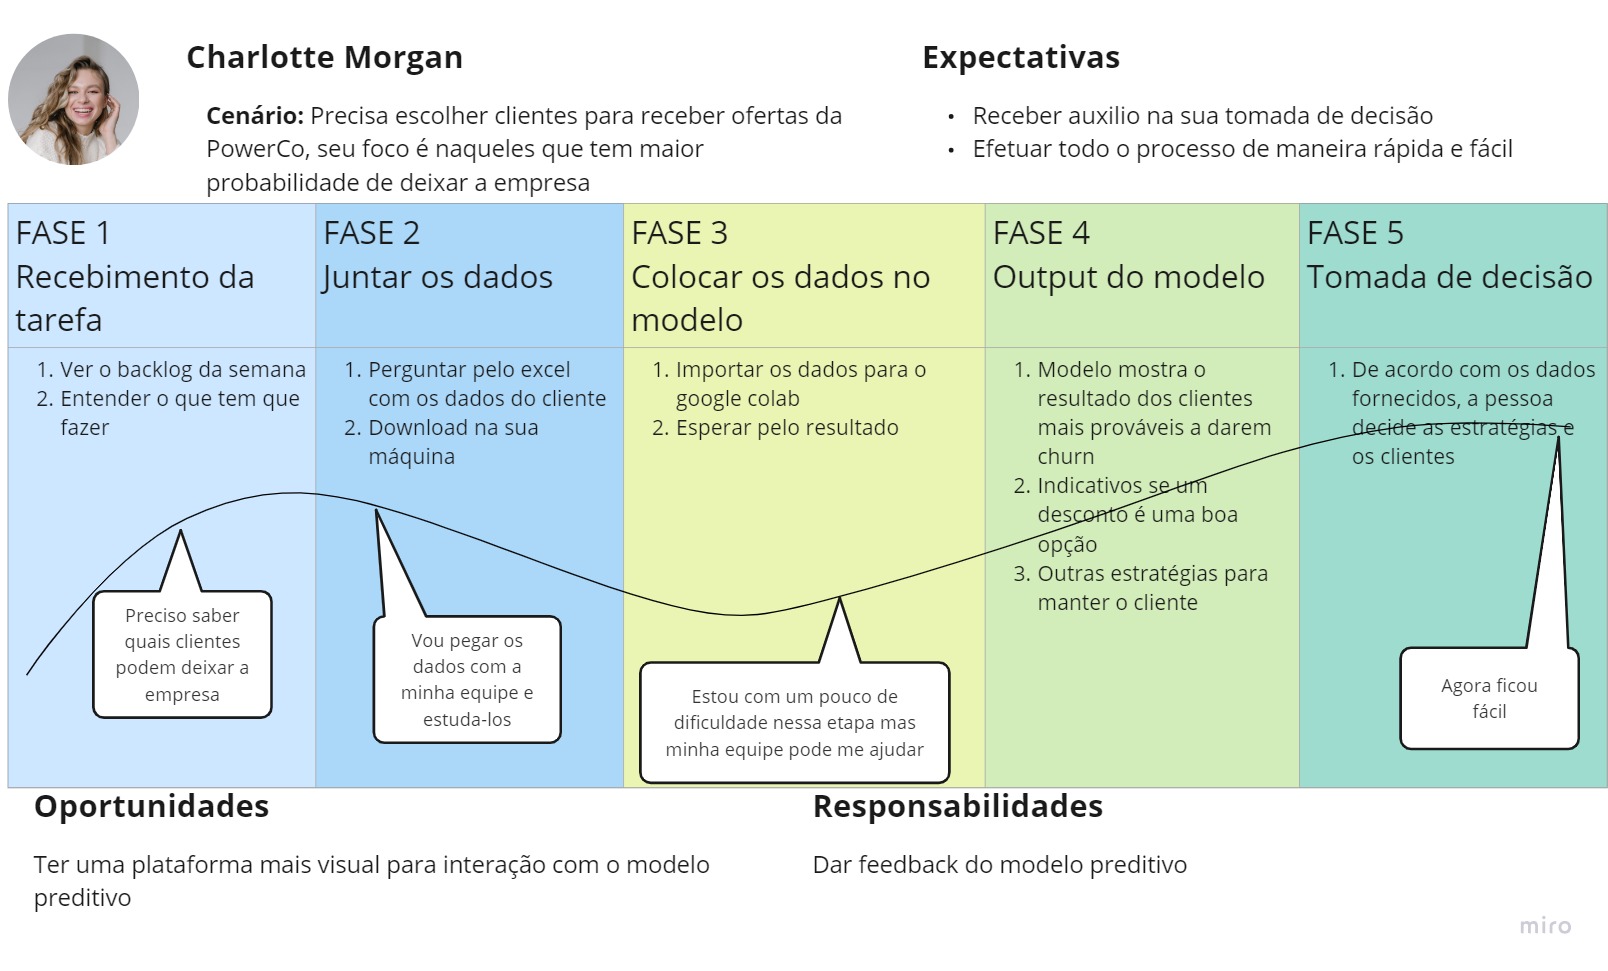 Charlotte Morgan
Cenário: Precisa escolher clientes para receber ofertas da
PowerCo, seu foco é naqueles que tem maior
probabilidade de deixar a empresa
Expectativas
• Receber auxilio na sua tomada de decisão
• Efetuar todo o processo de maneira rápida e fácil
FASE 1
Recebimento da
tarefa
FASE 2
Juntar os dados
FASE 3
Colocar os dados no
modelo
FASE 4
Output do modelo
FASE 5
Tomada de decisão
1. Ver o backlog da semana
2. Entender o que tem que
fazer
1. Perguntar pelo excel
com os dados do cliente
2. Download na sua
máquina
1. Importar os dados para o
google colab
2. Esperar pelo resultado
1. Modelo mostra o
resultado dos clientes
mais prováveis a darem
churn
2. Indicativos se um
desconto é uma boa
opção
3. Outras estratégias para
manter o cliente
1. De acordo com os dados
fornecidos, a pessoa
decide as estratégias e
os clientes
Preciso saber
quais clientes
podem deixar a
empresa
Vou pegar os
dados com a
minha equipe e
estuda-los
Estou com um pouco de
dificuldade nessa etapa mas
minha equipe pode me ajudar
Agora ficou
fácil
Oportunidades
Ter uma plataforma mais visual para interação com o modelo
preditivo
Responsabilidades
Dar feedback do modelo preditivo
miro